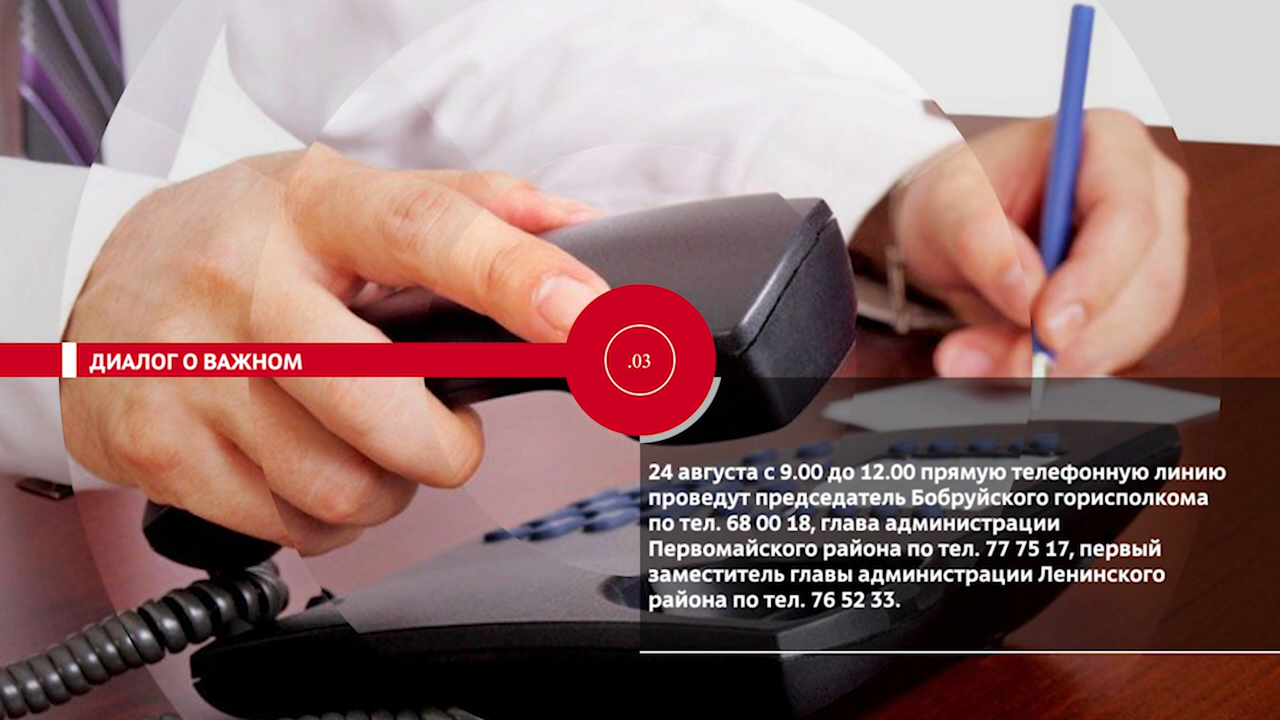 ДИАЛОГ О ВАЖНОМ
.03
24 августа с 9.00 до 12.00 прямую телефонную линию
проведут председатель Бобруйского горисполкома
по тел. 68 00 18, глава администрации
Первомайского района по тел. 77 75 17, первый
заместитель главы администрации Ленинского
района по тел. 76 52 33.